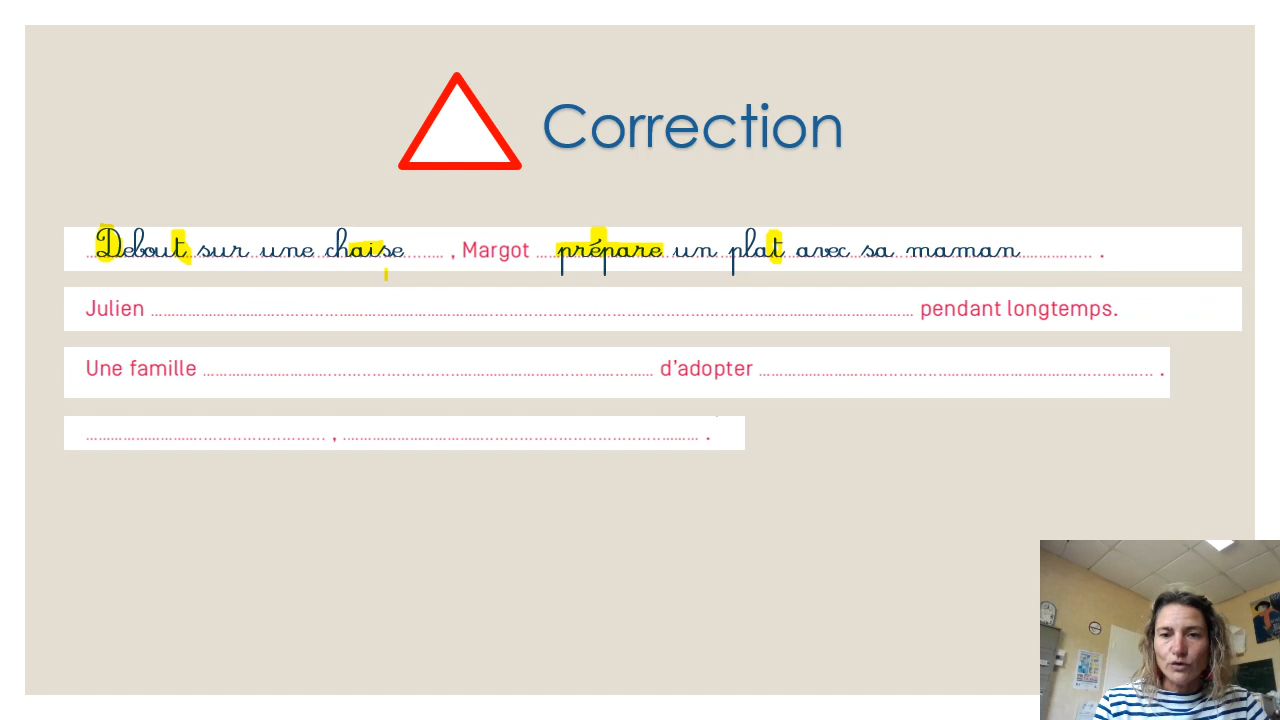 Correction
Debout sur une chaise , Margot prépare un plat avec sa maman .
Julien ........................ pendant longtemps.
Une famille ........................ d'adopter ........................ .
........................ , ........................ .